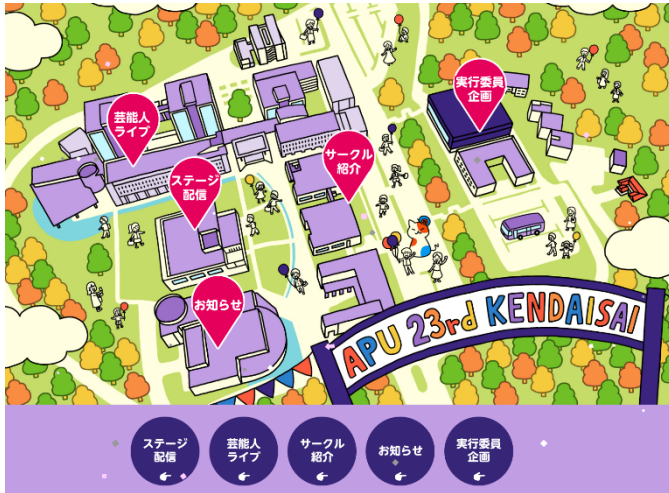 実行委員
企画
芸能人
ライブ
サークル
紹介
ステージ
配信
お知らせ
APU 23rd KENDAISAI
ステージ
配信
芸能人
ライブ
サークル
紹介
お知らせ
実行委員
企画